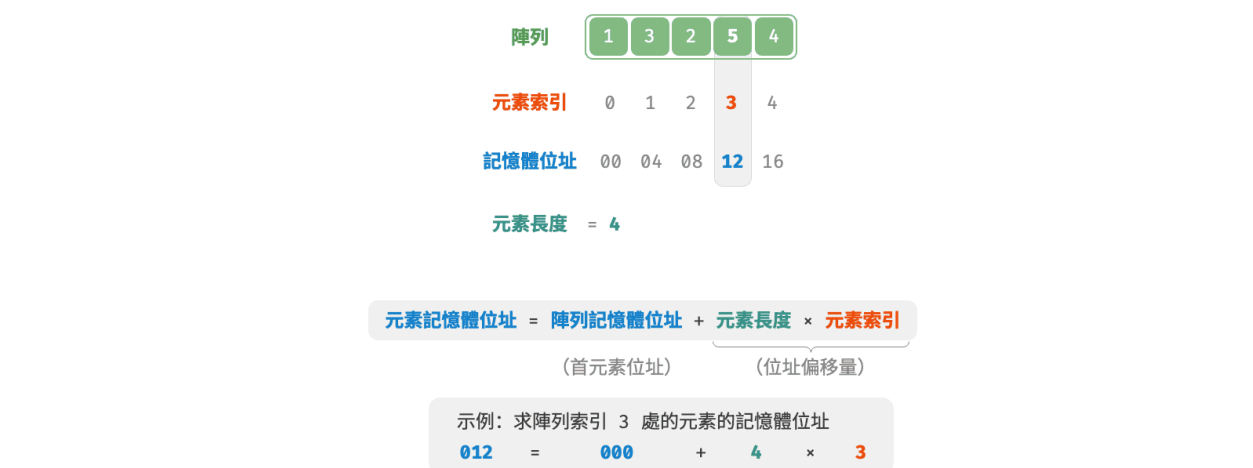 陣列 1 3 2 5 4
元素索引 0 1 2 3 4
記憶體位址 00 04 08 12 16
元素長度 = 4
元素記憶體位址 = 陣列記憶體位址 + 元素長度 × 元素索引
（首元素位址） （位址偏移量）
示例：求陣列索引 3 處的元素的記憶體位址
012 = 000 + 4 × 3